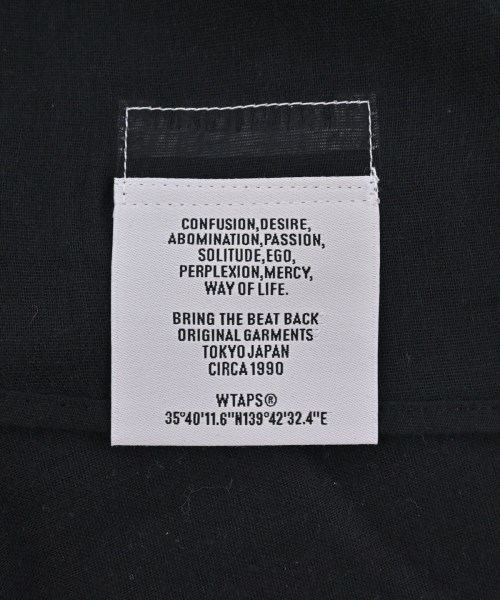 CONFUSION,DESIRE,
ABOMINATION,PASSION,
SOLITUDE,EGO,
PERPLEXION,MERCY,
WAY OF LIFE.
BRING THE BEAT BACK
ORIGINAL GARMENTS
TOKYO JAPAN
CIRCA 1990
WTAPS®
35°40'11.6"N139°42'32.4"E